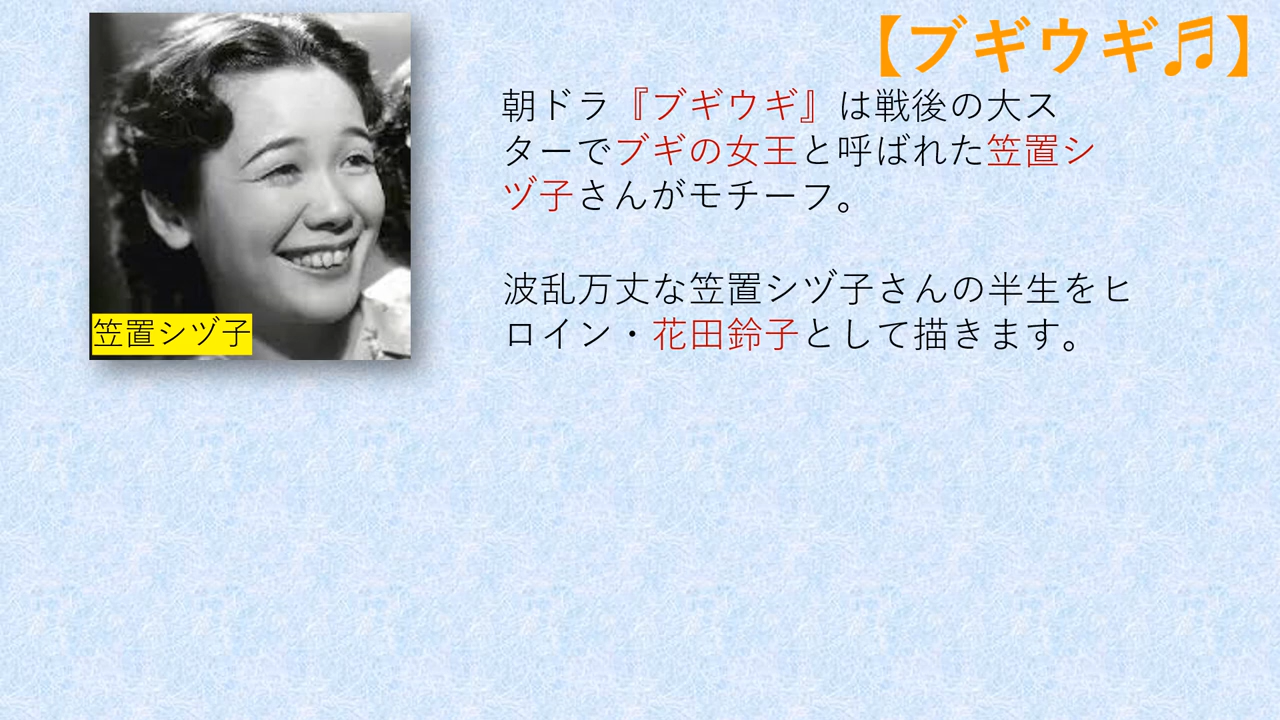 【ブギウギ♬】
朝ドラ『ブギウギ』は戦後の大ス
ターでブギの女王と呼ばれた笠置シ
ヅ子さんがモチーフ。
波乱万丈な笠置シヅ子さんの半生をヒ
ロイン・花田鈴子として描きます。
笠置シヅ子